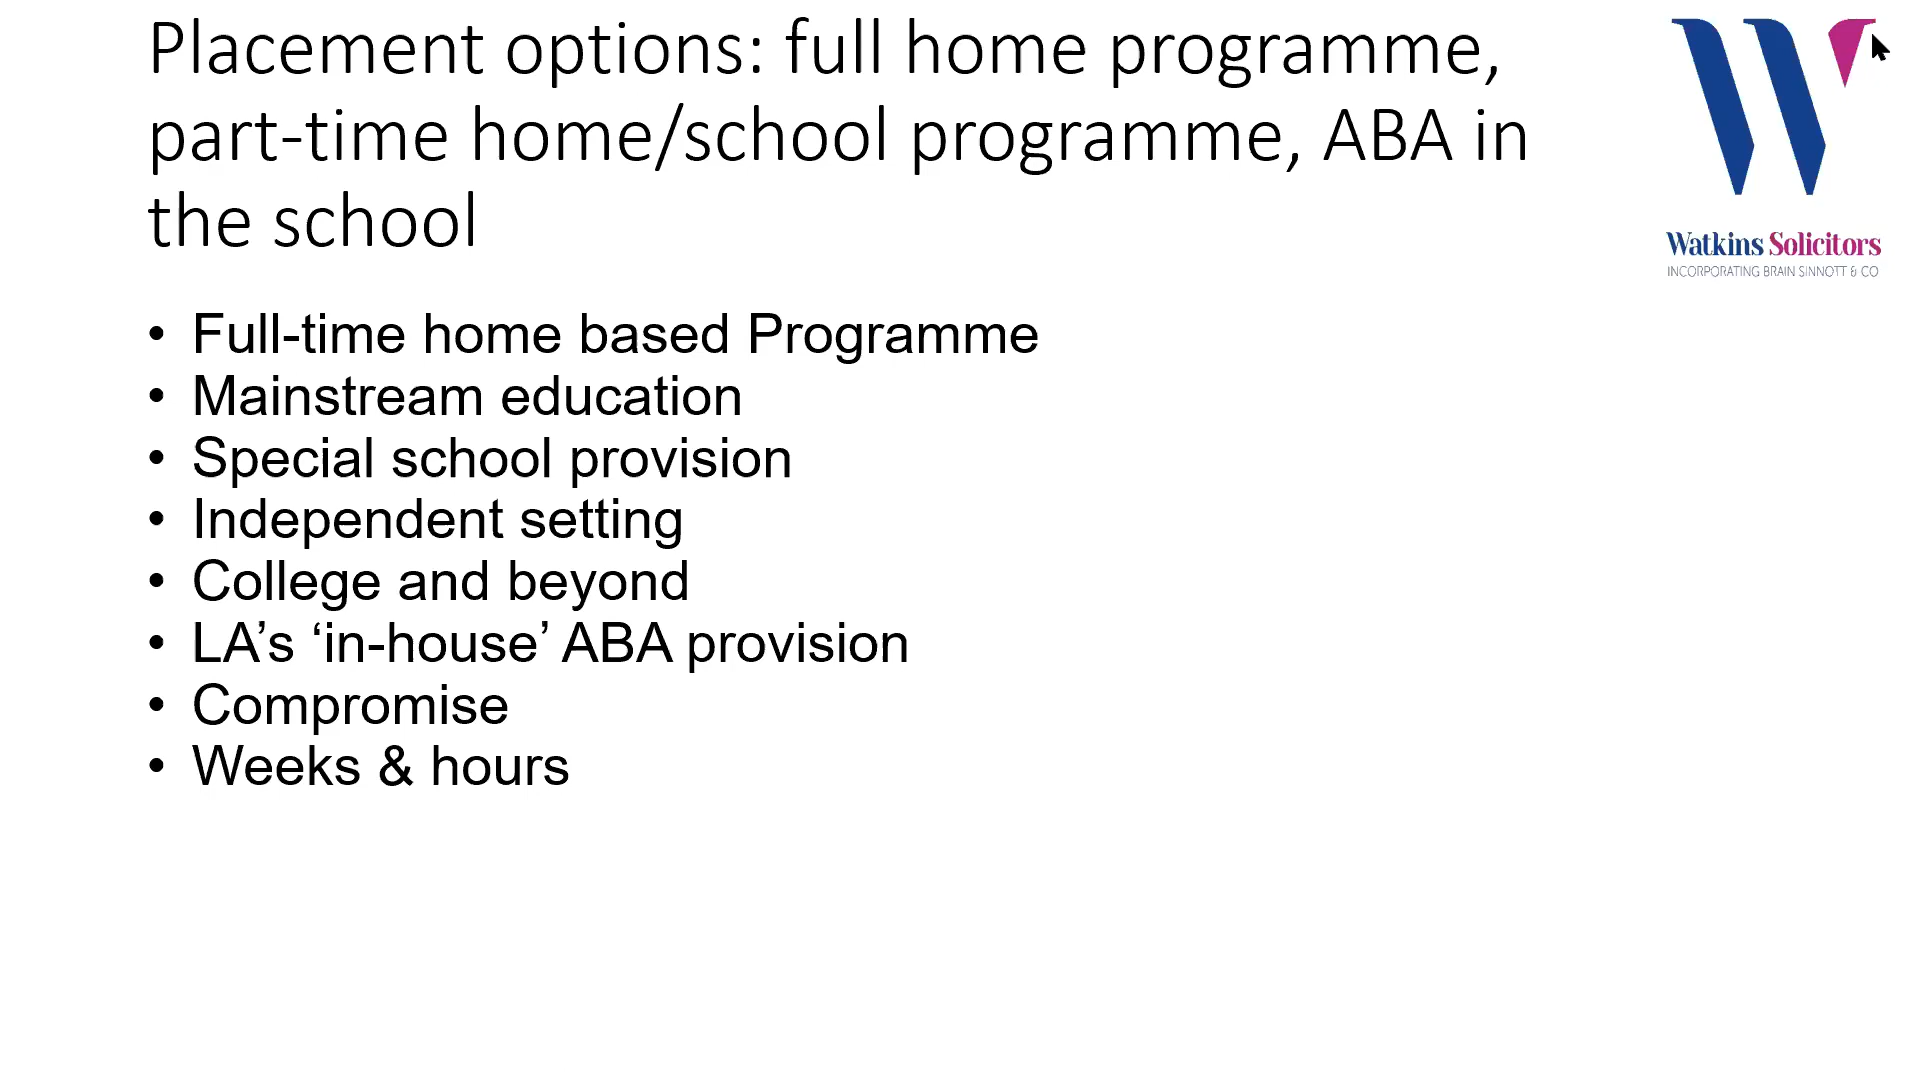 Placement options: full home programme,
part-time home/school programme, ABA in
the school
Watkins Solicitors
INCORPORATING BRAIN SINNOTT & CO
• Full-time home based Programme
• Mainstream education
• Special school provision
• Independent setting
• College and beyond
• LA’s ‘in-house’ ABA provision
• Compromise
• Weeks & hours